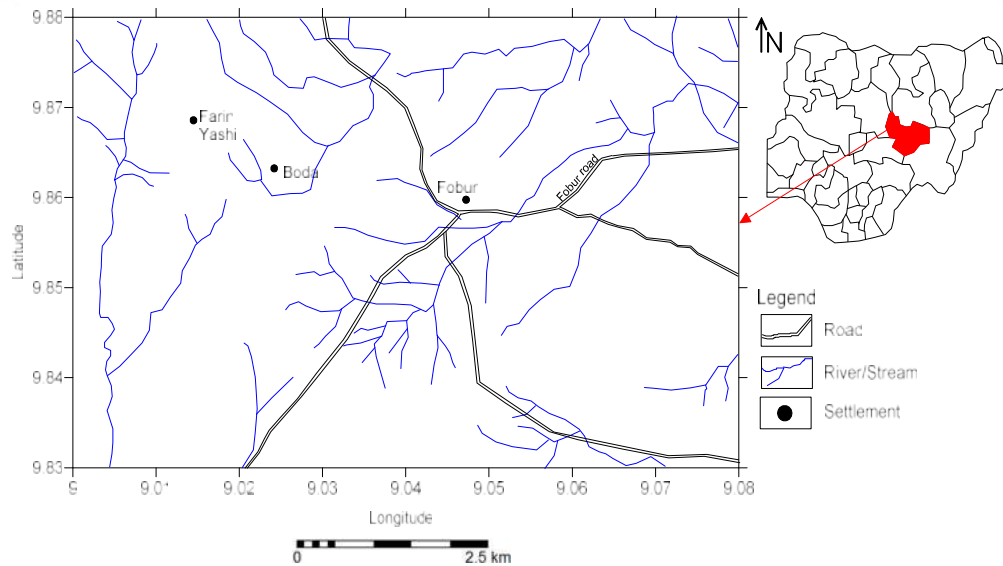 9.88
N
9.87
Farin
Yashi
Boda
Fobur
Fobur road
9.86
Latitude
9.85
Legend
Road
9.84
River/Stream
Settlement
9.83
9 9.01 9.02 9.03 9.04 9.05 9.06 9.07 9.08
Longitude
0 2.5 km